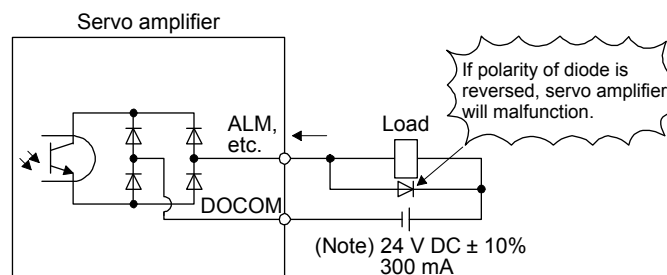 Servo amplifier
If polarity of diode is
reversed, servo amplifier
will malfunction.
ALM,
etc.
Load
DOCOM
(Note) 24 V DC ± 10%
300 mA